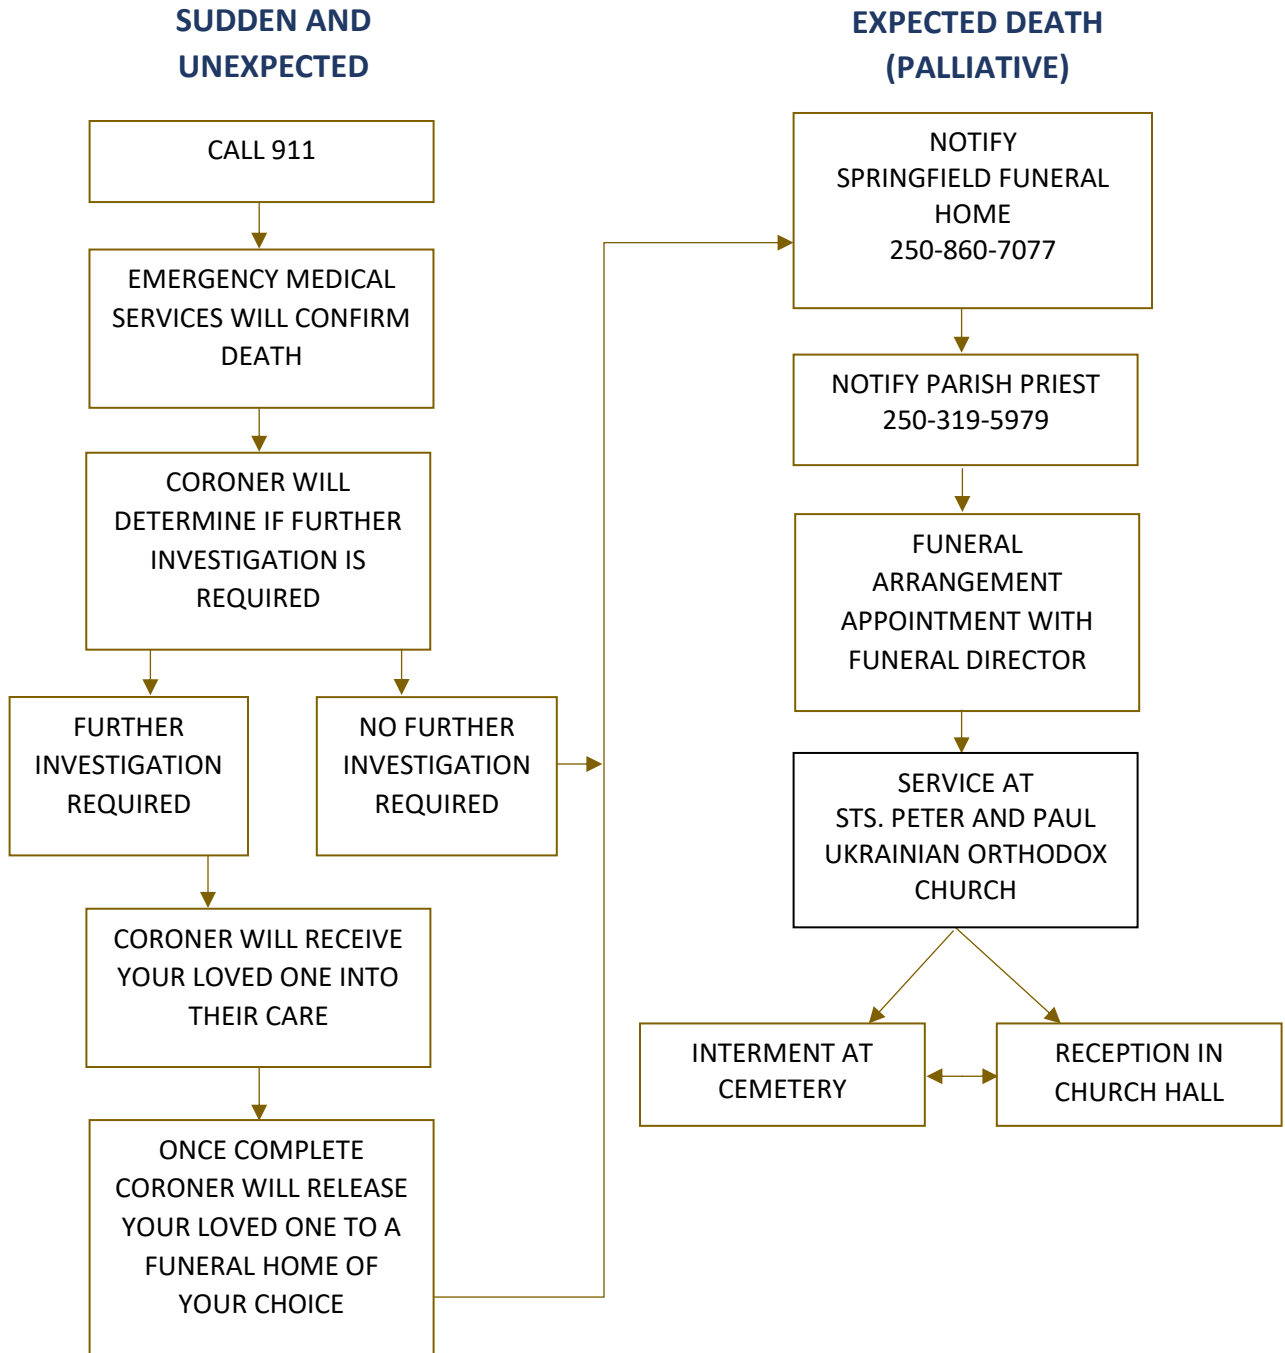 SUDDEN AND
UNEXPECTED
CALL 911
EMERGENCY MEDICAL
SERVICES WILL CONFIRM
DEATH
CORONER WILL
DETERMINE IF FURTHER
INVESTIGATION IS
REQUIRED
FURTHER
INVESTIGATION
REQUIRED
NO FURTHER
INVESTIGATION
REQUIRED
CORONER WILL RECEIVE
YOUR LOVED ONE INTO
THEIR CARE
ONCE COMPLETE
CORONER WILL RELEASE
YOUR LOVED ONE TO A
FUNERAL HOME OF
YOUR CHOICE
EXPECTED DEATH
(PALLIATIVE)
NOTIFY
SPRINGFIELD FUNERAL
HOME
250-860-7077
NOTIFY PARISH PRIEST
250-319-5979
FUNERAL
ARRANGEMENT
APPOINTMENT WITH
FUNERAL DIRECTOR
SERVICE AT
STS. PETER AND PAUL
UKRAINIAN ORTHODOX
CHURCH
INTERMENT AT
CEMETERY
RECEPTION IN
CHURCH HALL